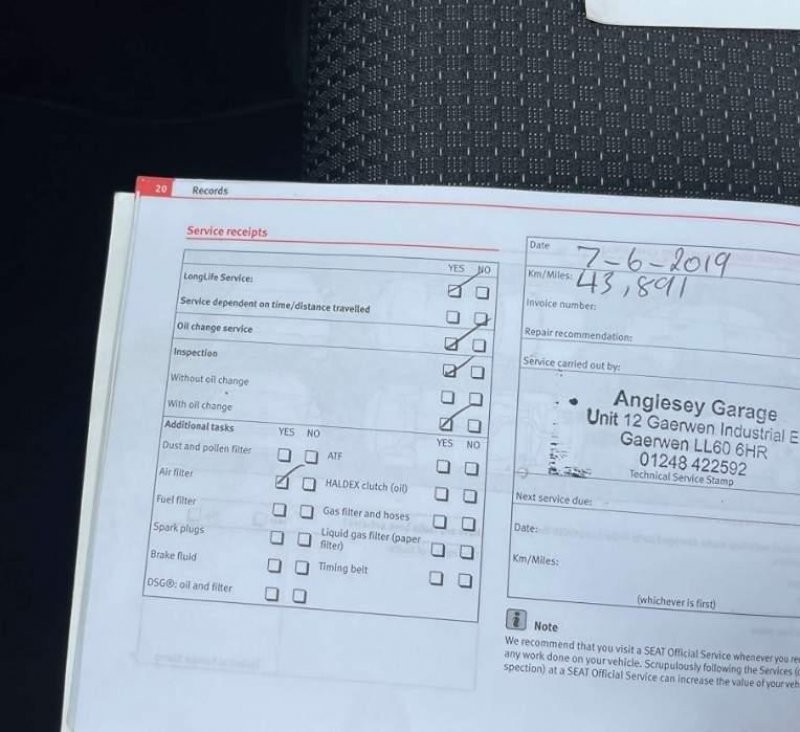 20 Records
Service receipts
YES NO
LongLife Service:
Service dependent on time/distance travelled
Oil change service
Inspection
Without oil change
With oil change
Additional tasks YES NO YES NO
Dust and pollen filter ATF
Air filter HALDEX clutch (oil)
Fuel filter Gas filter and hoses
Spark plugs Liquid gas filter (paper
filter)
Brake fluid Timing belt
DSG®: oil and filter
Date 7-6-2019
Km/Miles: 43,891
Invoice number:
Repair recommendation:
Service carried out by:
Anglesey Garage
Unit 12 Gaerwen Industrial E
Gaerwen LL60 6HR
01248 422592
Technical Service Stamp
Next service due:
Date:
Km/Miles:
(whichever is first)
i Note
We recommend that you visit a SEAT Official Service whenever you
any work done on your vehicle. Scrupulously following the Services
spection) at a SEAT Official Service can increase the value of your veh